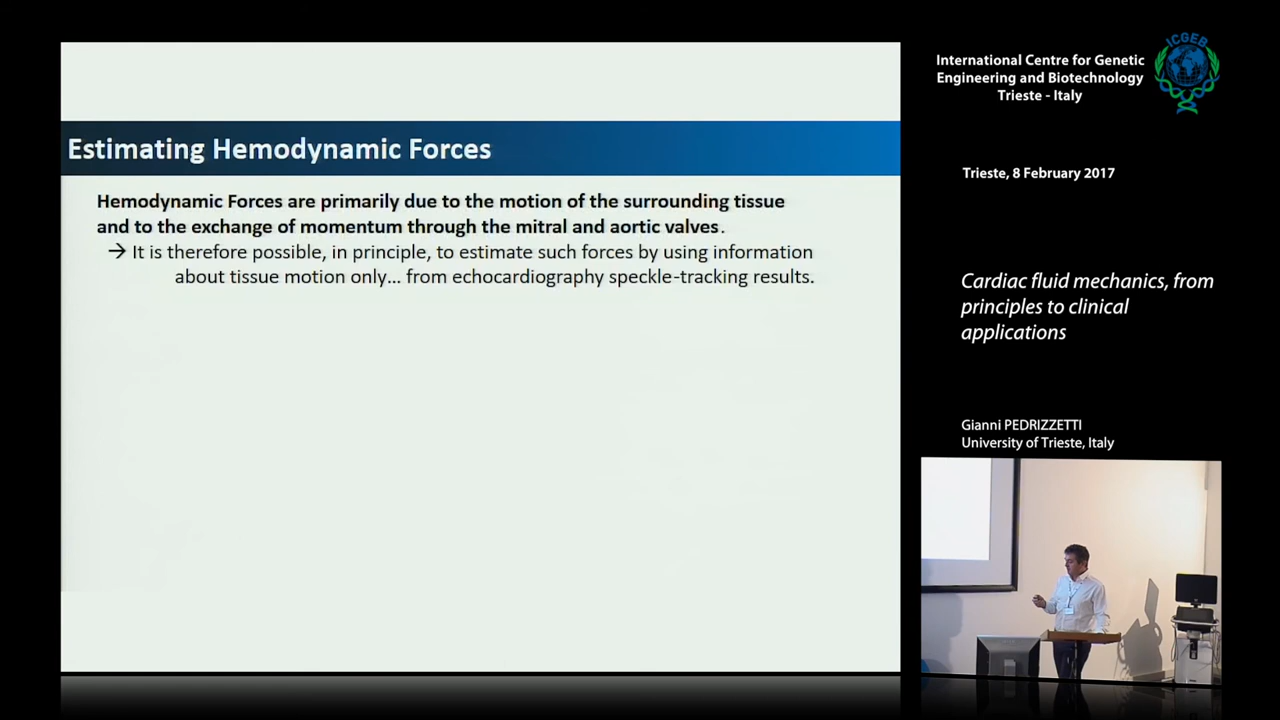 Estimating Hemodynamic Forces
Hemodynamic Forces are primarily due to the motion of the surrounding tissue
and to the exchange of momentum through the mitral and aortic valves.
→ It is therefore possible, in principle, to estimate such forces by using information
about tissue motion only... from echocardiography speckle-tracking results.
International Centre for Genetic
Engineering and Biotechnology
Trieste - Italy
ICGEB
Trieste, 8 February 2017
Cardiac fluid mechanics, from
principles to clinical
applications
Gianni PEDRIZZETTI
University of Trieste, Italy